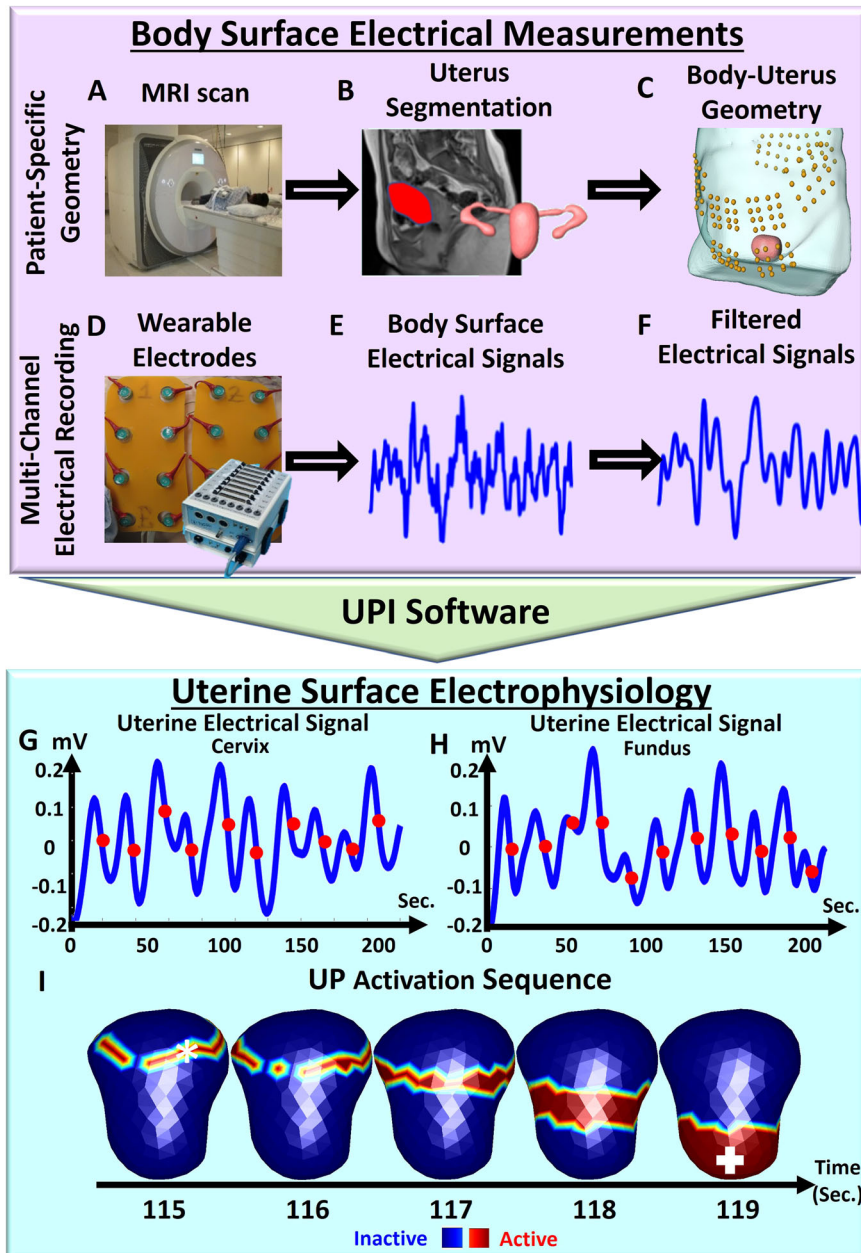 Body Surface Electrical Measurements
Patient-Specific
Geometry
A
MRI scan
B
Uterus
Segmentation
C
Body-Uterus
Geometry
Multi-Channel
Electrical Recording
D
Wearable
Electrodes
E
Body Surface
Electrical Signals
F
Filtered
Electrical Signals
UPI Software
Uterine Surface Electrophysiology
G
Uterine Electrical Signal
Cervix
mV
0.2
0.1
0
-0.1
-0.2
Sec.
0 50 100 150 200
H
Uterine Electrical Signal
Fundus
mV
0.2
0.1
0
-0.1
-0.2
Sec.
0 50 100 150 200
I
UP Activation Sequence
115 116 117 118 119
Time
(Sec.)
Inactive Active